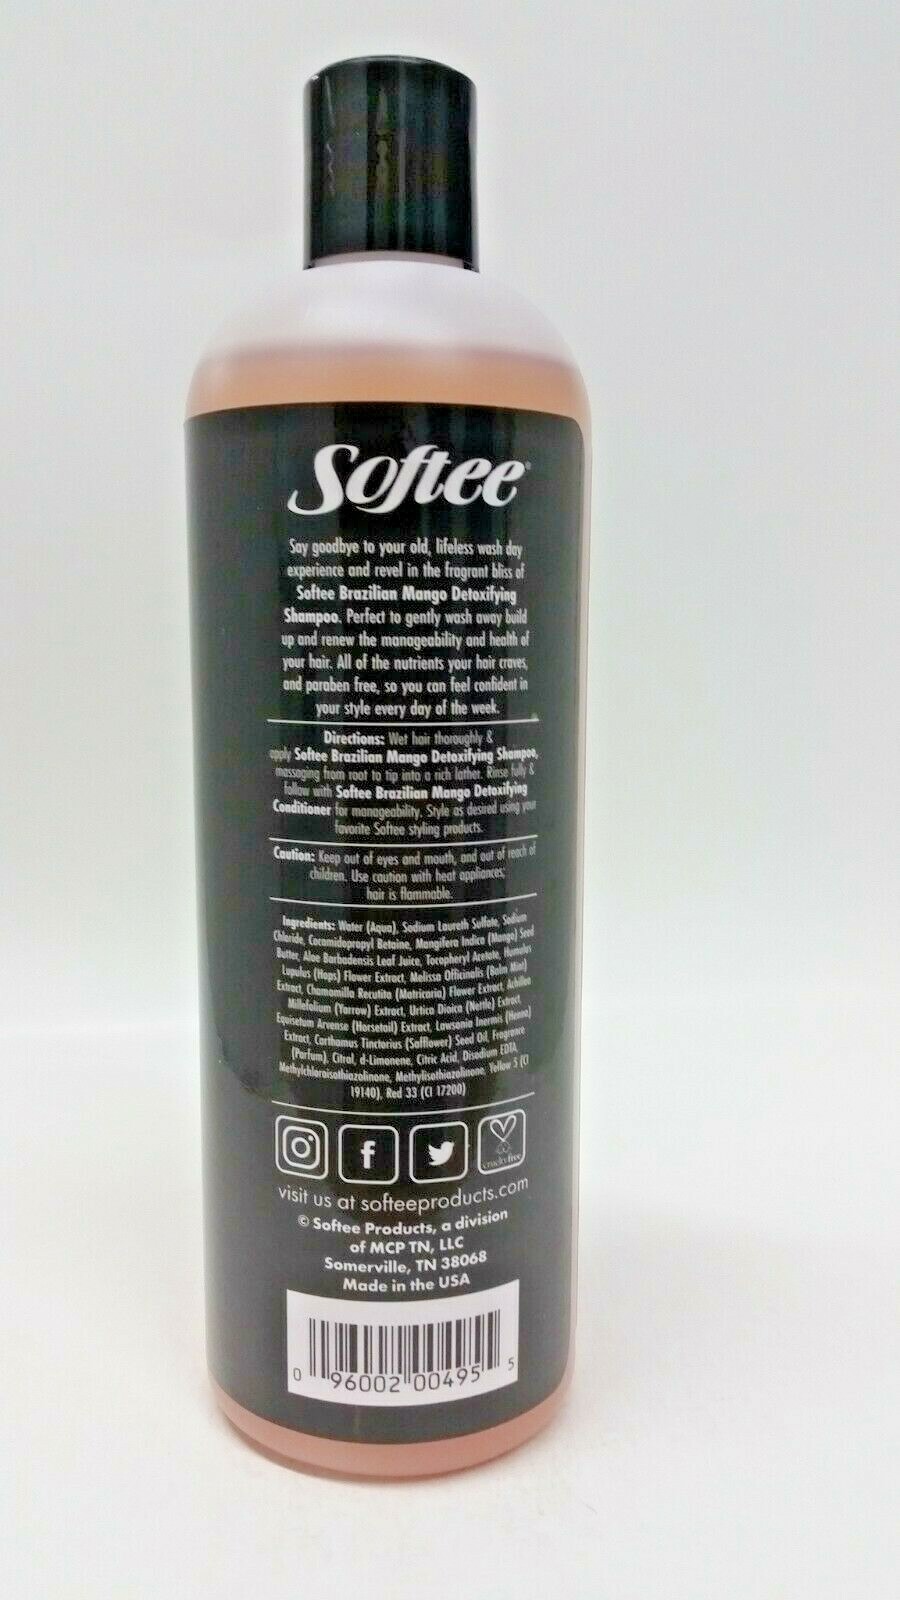 Softee®
Say goodbye to your old, lifeless wash day
experience and revel in the fragrant bliss of
Softee Brazilian Mango Detoxifying
Shampoo. Perfect to gently wash away build
up and renew the manageability and health of
your hair. All of the nutrients your hair craves,
and paraben free, so you can feel confident in
your style every day of the week.
Directions: Wet hair thoroughly &
apply Softee Brazilian Mango Detoxifying Shampoo,
massaging from root to tip into a rich lather. Rinse fully &
follow with Softee Brazilian Mango Detoxifying
Conditioner for manageability. Style as desired using your
favorite Softee styling products.
Caution: Keep out of eyes and mouth, and out of reach of
children. Use caution with heat appliances;
hair is flammable.
Ingredients: Water (Aqua), Sodium Laureth Sulfate, Sodium
Chloride, Cocamidopropyl Betaine, Mangifera Indica (Mango) Seed
Butter, Aloe Barbadensis Leaf Juice, Tocopheryl Acetate, Humulus
Lupulus (Hops) Flower Extract, Melissa Officinalis (Balm Mint)
Extract, Chamomilla Recutita (Matricaria) Flower Extract, Achillea
Millefolium (Yarrow) Extract, Urtica Dioica (Nettle) Extract,
Equisetum Arvense (Horsetail) Extract, Lawsonia Inermis (Henna)
Extract, Carthamus Tinctorius (Safflower) Seed Oil, Fragrance
(Parfum), Citral, d-Limonene, Citric Acid, Disodium EDTA,
Methylchloroisothiazolinone, Methylisothiazolinone, Yellow 5 (CI
19140), Red 33 (CI 17200)
cruelty free
visit us at softeeproducts.com
© Softee Products, a division
of MCP TN, LLC
Somerville, TN 38068
Made in the USA
0 96002 00495 5